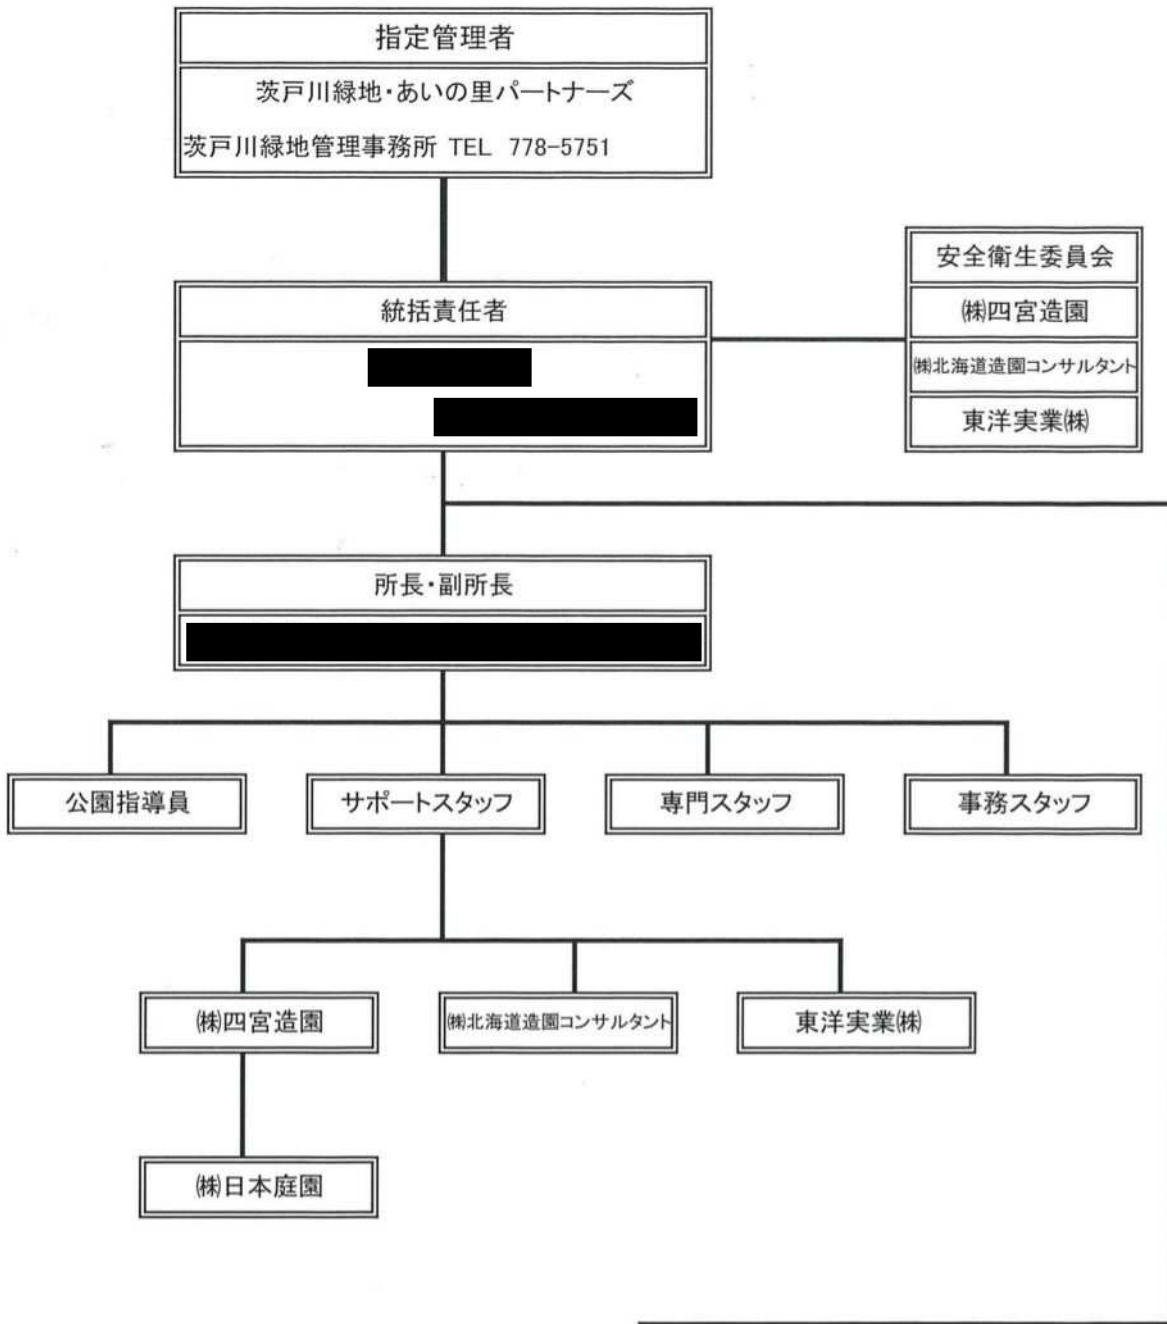 指定管理者
茨戸川緑地・あいの里パートナーズ
茨戸川緑地管理事務所 TEL 778-5751
統括責任者
安全衛生委員会
㈱四宮造園
㈱北海道造園コンサルタント
東洋実業㈱
所長・副所長
公園指導員
サポートスタッフ
専門スタッフ
事務スタッフ
㈱四宮造園
㈱北海道造園コンサルタント
東洋実業㈱
㈱日本庭園